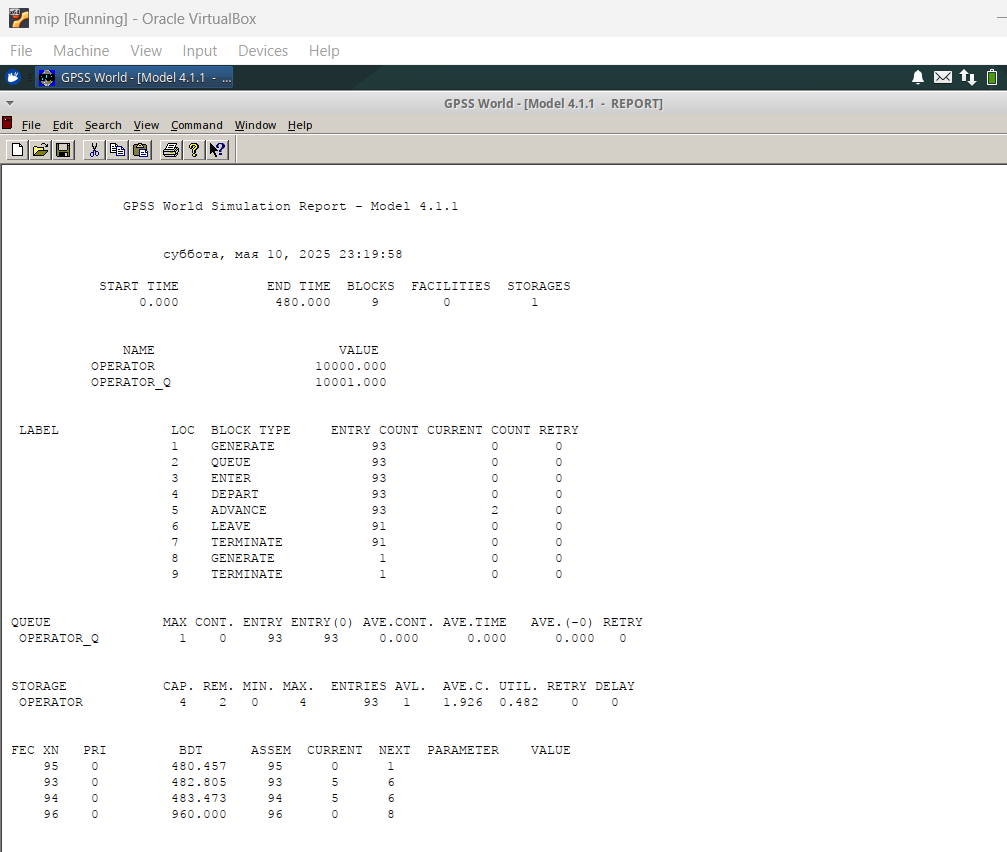 mip [Running] - Oracle VirtualBox
File Machine View Input Devices Help
GPSS World - [Model 4.1.1 - ...
GPSS World - [Model 4.1.1 - REPORT]
File Edit Search View Command Window Help
GPSS World Simulation Report - Model 4.1.1
суббота, мая 10, 2025 23:19:58
START TIME END TIME BLOCKS FACILITIES STORAGES
0.000 480.000 9 0 1
NAME VALUE
OPERATOR 10000.000
OPERATOR_Q 10001.000
LABEL LOC BLOCK TYPE ENTRY COUNT CURRENT COUNT RETRY
1 GENERATE 93 0 0
2 QUEUE 93 0 0
3 ENTER 93 0 0
4 DEPART 93 0 0
5 ADVANCE 93 2 0
6 LEAVE 91 0 0
7 TERMINATE 91 0 0
8 GENERATE 1 0 0
9 TERMINATE 1 0 0
QUEUE MAX CONT. ENTRY ENTRY(0) AVE.CONT. AVE.TIME AVE.(-0) RETRY
OPERATOR_Q 1 0 93 93 0.000 0.000 0.000 0
STORAGE CAP. REM. MIN. MAX. ENTRIES AVL. AVE.C. UTIL. RETRY DELAY
OPERATOR 4 2 0 4 93 1 1.926 0.482 0 0
FEC XN PRI BDT ASSEM CURRENT NEXT PARAMETER VALUE
95 0 480.457 95 0 1
93 0 482.805 93 5 6
94 0 483.473 94 5 6
96 0 960.000 96 0 8